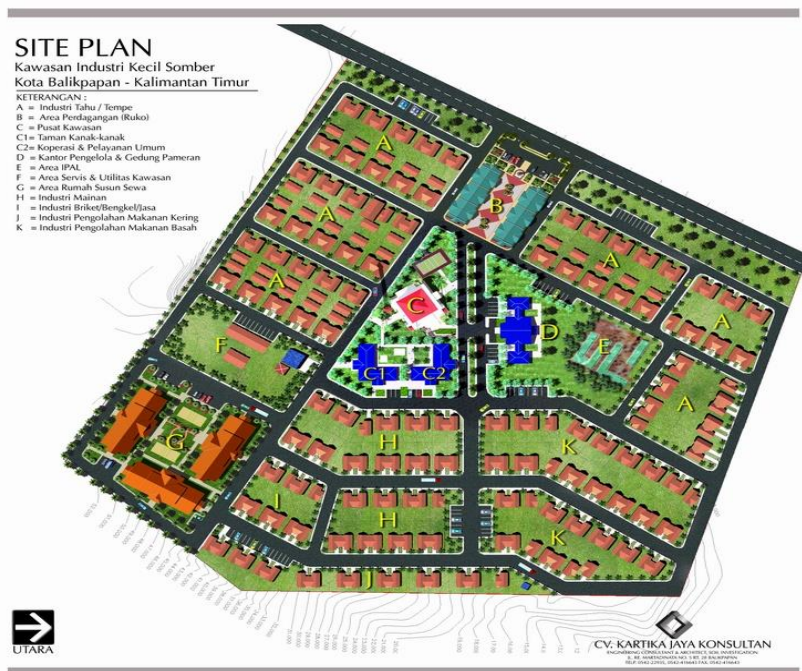 SITE PLAN
Kawasan Industri Kecil Somber
Kota Balikpapan - Kalimantan Timur
KETERANGAN :
A = Industri Tahu / Tempe
B = Area Perdagangan (Ruko)
C = Pusat Kawasan
C1= Taman Kanak-kanak
C2= Koperasi & Pelayanan Umum
D = Kantor Pengelola & Gedung Pameran
E = Area IPAL
F = Area Servis & Utilitas Kawasan
G = Area Rumah Susun Sewa
H = Industri Mainan
I = Industri Briket/Bengkel/Jasa
J = Industri Pengolahan Makanan Kering
K = Industri Pengolahan Makanan Basah
A
B
A
A
A
C
A
D
E
F
C1
C2
A
G
H
K
I
H
K
J
UTARA
CV. KARTIKA JAYA KONSULTAN